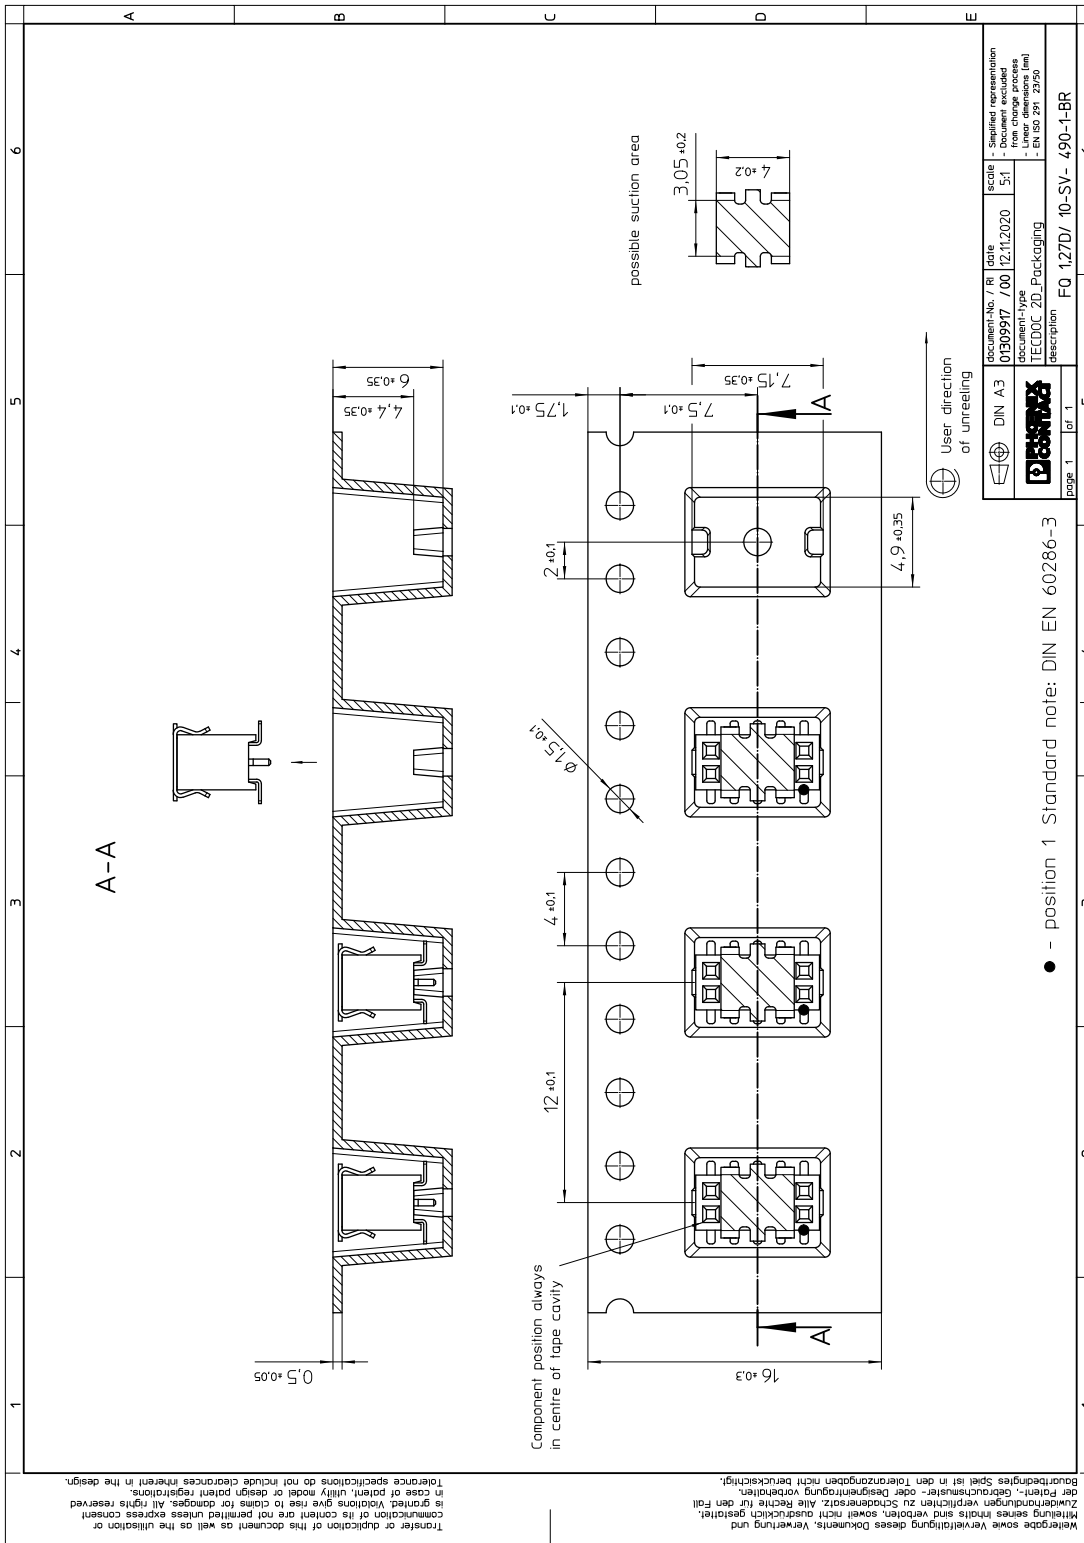 A
B
C
D
E
6
5
4
3
2
1
A-A
possible suction area
3,05 ±0,2
4 ±0,2
6 ±0,35
4,4 ±0,35
1,75 ±0,1
7,5 ±0,1
7,15 ±0,35
A
2 ±0,1
4,9 ±0,35
User direction
of unreeling
Ø 1,5 ±0,1
4 ±0,1
12 ±0,1
Component position always
in centre of tape cavity
0,5 ±0,05
16 ±0,3
A
● - position 1 Standard note: DIN EN 60286-3
DIN A3
PHOENIX
CONTACT
page 1
of 1
document-No. / RI
01309917 / 00
date
12.11.2020
scale
5:1
- Simplified representation
- Document excluded
from change process
- Linear dimensions [mm]
- EN ISO 291 23/50
document-type
TECDOC 2D_Packaging
description
FQ 1,27D/ 10-SV- 490-1-BR
Transfer or duplication of this document as well as the utilisation or
communication of its content are not permitted unless express consent
is granted. Violations give rise to claims for damages. All rights reserved
in case of patent, utility model or design patent registrations.
Tolerance specifications do not include clearances inherent in the design.
Weitergabe sowie Vervielfältigung dieses Dokuments, Verwertung und
Mitteilung seines Inhalts sind verboten, soweit nicht ausdrücklich gestattet.
Zuwiderhandlungen verpflichten zu Schadenersatz. Alle Rechte für den Fall
der Patent-, Gebrauchsmuster- oder Designeintragung vorbehalten.
Bauartbedingtes Spiel ist in den Toleranzangaben nicht berücksichtigt.